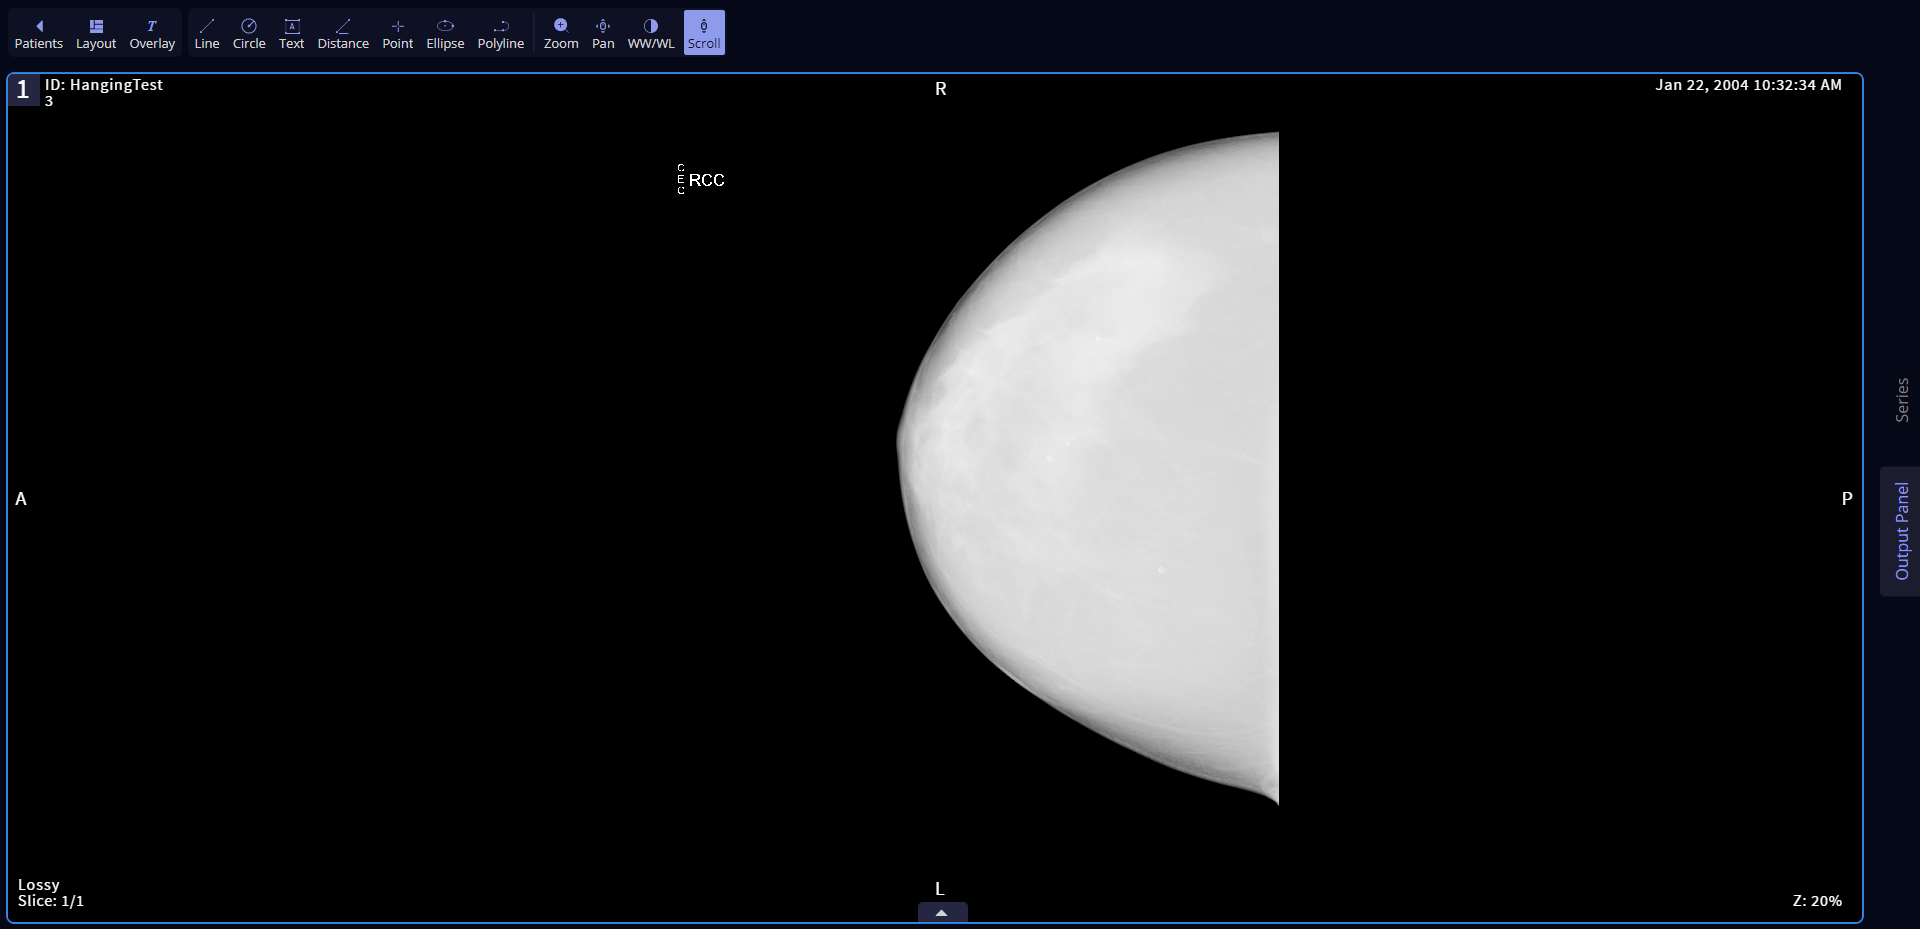 Patients Layout Overlay Line Circle Text Distance Point Ellipse Polyline Zoom Pan WW/WL Scroll
1 ID: HangingTest
3
R
Jan 22, 2004 10:32:34 AM
CEC RCC
A
P
Series
Output Panel
Lossy
Slice: 1/1
L
Z: 20%